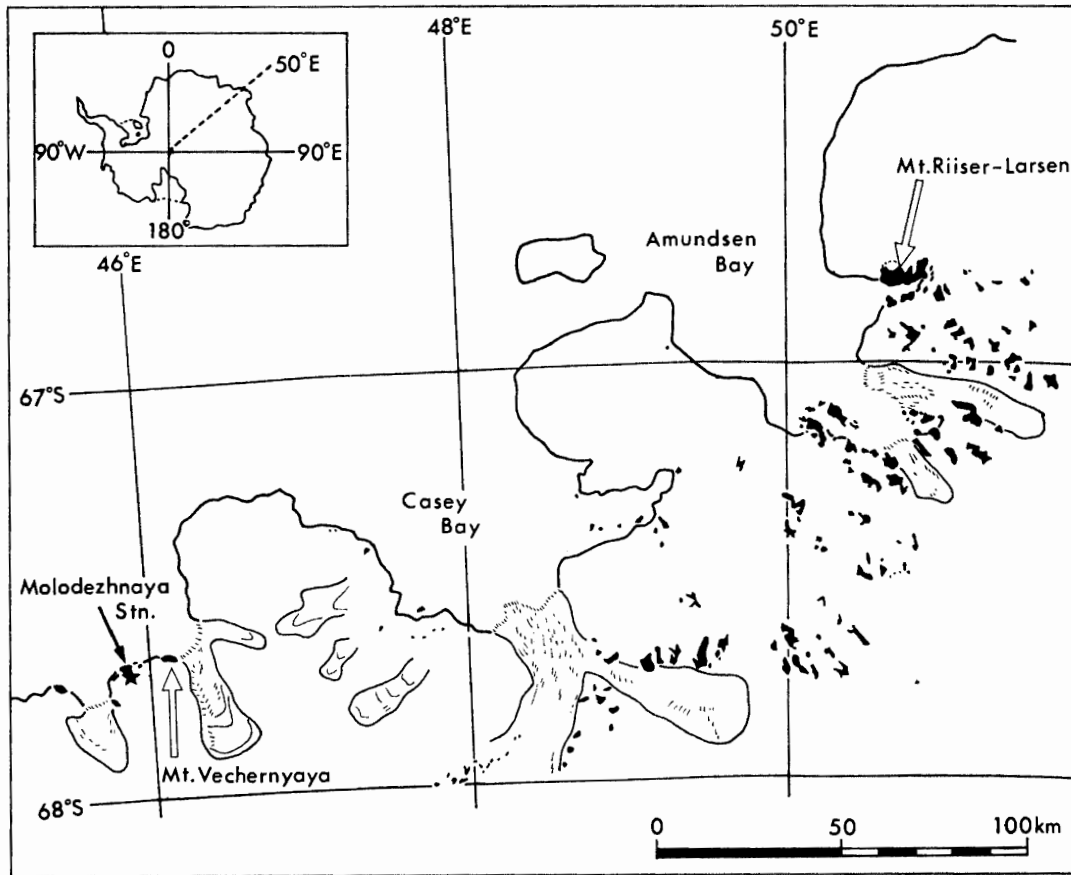 48°E
50°E
0
50°E
90°W
90°E
180°
46°E
Mt.Riiser-Larsen
Amundsen
Bay
67°S
Casey
Bay
Molodezhnaya
Stn.
Mt.Vechernyaya
68°S
0
50
100km